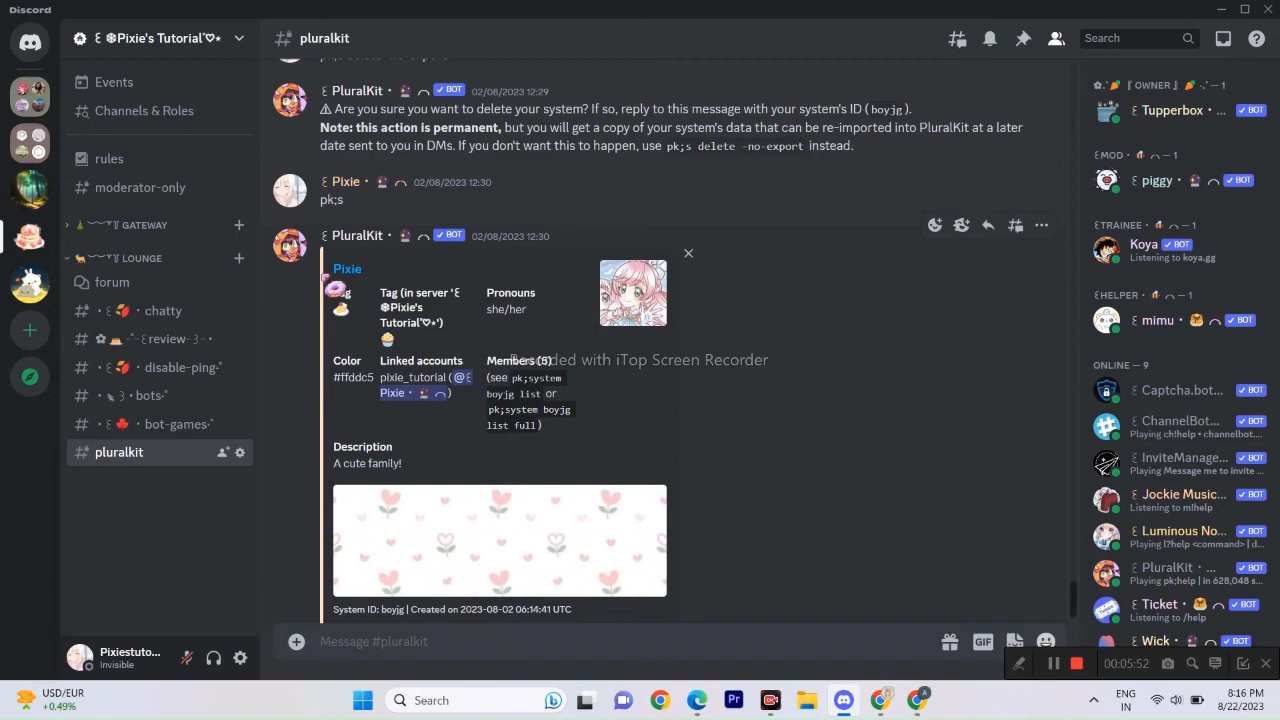 Discord
꒰❆Pixie's Tutorial♡⋆
Events
Channels & Roles
rules
moderator-only
GATEWAY
LOUNGE
forum
chatty
review
disable-ping
bots
bot-games
pluralkit
Pixiestuto...
Invisible
pluralkit
Search
PluralKit BOT 02/08/2023 12:29
⚠ Are you sure you want to delete your system? If so, reply to this message with your system's ID (boyjg).
Note: this action is permanent, but you will get a copy of your system's data that can be re-imported into PluralKit at a later
date sent to you in DMs. If you don't want this to happen, use pk;s delete -no-export instead.
Pixie 02/08/2023 12:30
pk;s
PluralKit BOT 02/08/2023 12:30
Pixie
Tag (in server '꒰
❆Pixie's
Tutorial♡⋆')
🧁
Pronouns
she/her
Color
#ffddc5
Linked accounts
pixie_tutorial (@꒰
Pixie )
Members (5)
(see pk;system
boyjg list or
pk;system boyjg
list full)
Description
A cute family!
System ID: boyjg | Created on 2023-08-02 06:14:41 UTC
Recorded with iTop Screen Recorder
Message #pluralkit
GIF
OWNER — 1
Tupperbox ... BOT
MOD — 1
piggy BOT
TRAINEE — 1
Koya BOT
Listening to koya.gg
HELPER — 1
mimu BOT
Listening to /help
ONLINE — 9
Captcha.bot... BOT
ChannelBot... BOT
Playing ch!help • channelbot....
InviteManage... BOT
Playing Message me to invite ...
Jockie Music... BOT
Listening to m!help
Luminous No... BOT
Playing l?help <command> | d...
PluralKit BOT
Playing pk;help | in 628,048 s...
Ticket BOT
Listening to /help
Wick BOT
00:05:52
USD/EUR
+0.49%
Search
Pr
ENG
IN
8:16 PM
8/22/2023